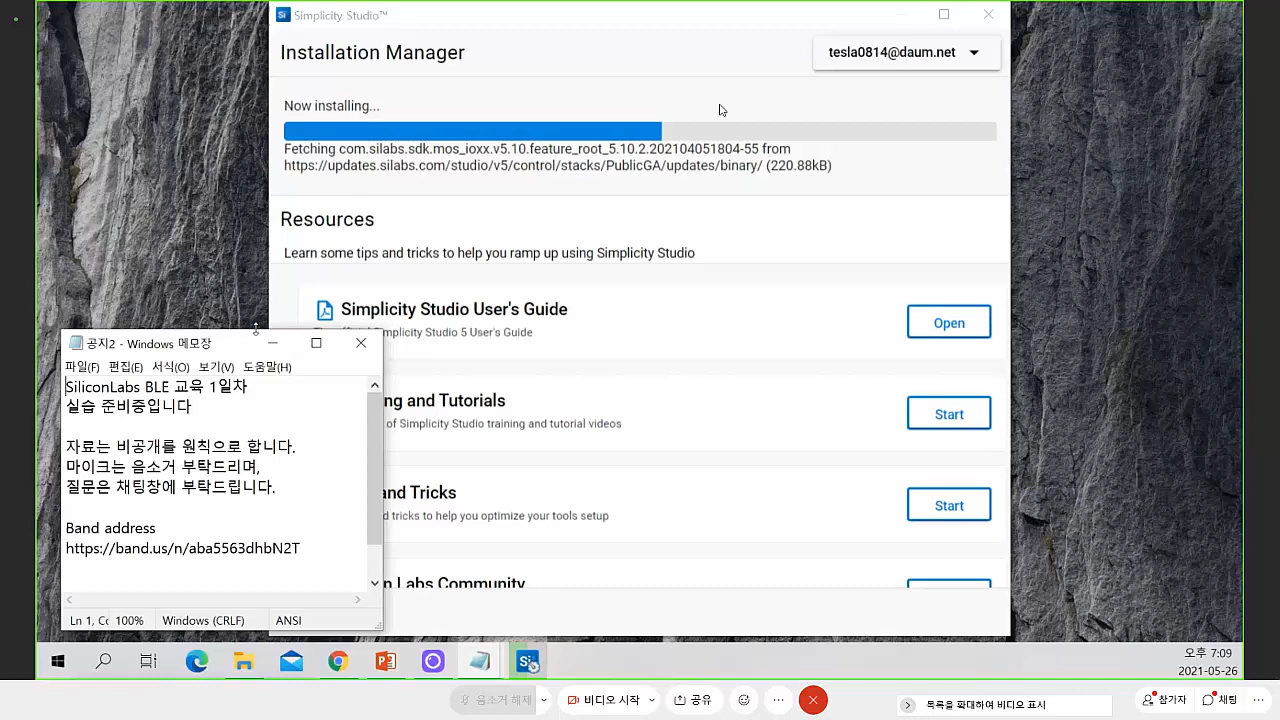 Simplicity Studio™
Installation Manager
tesla0814@daum.net
Now installing...
Fetching com.silabs.sdk.mos_ioxx.v5.10.feature_root_5.10.2.202104051804-55 from
https://updates.silabs.com/studio/v5/control/stacks/PublicGA/updates/binary/ (220.88kB)
Resources
Learn some tips and tricks to help you ramp up using Simplicity Studio
Simplicity Studio User's Guide
mplicity Studio 5 User's Guide
Open
ng and Tutorials
of Simplicity Studio training and tutorial videos
Start
and Tricks
d tricks to help you optimize your tools setup
Start
n Labs Community
공지2 - Windows 메모장
파일(F) 편집(E) 서식(O) 보기(V) 도움말(H)
SiliconLabs BLE 교육 1일차
실습 준비중입니다
자료는 비공개를 원칙으로 합니다.
마이크는 음소거 부탁드리며,
질문은 채팅창에 부탁드립니다.
Band address
https://band.us/n/aba5563dhbN2T
Ln 1, Cc 100% Windows (CRLF) ANSI
오후 7:09
2021-05-26
음소거 해제 비디오 시작 공유 목록을 확대하여 비디오 표시 참가자 채팅